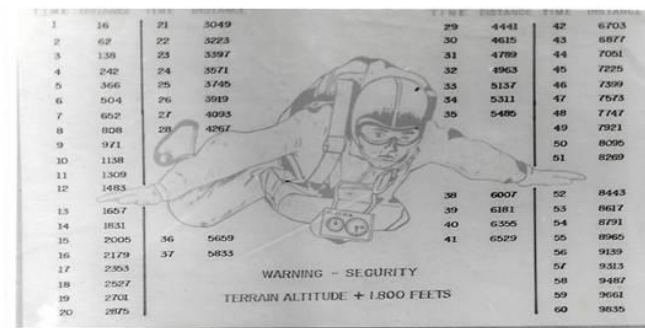 TIME DISTANCE TIME DISTANCE TIME DISTANCE TIME DISTANCE
1 16 21 3049 29 4441 42 6703
2 62 22 3223 30 4615 43 6877
3 138 23 3397 31 4789 44 7051
4 242 24 3571 32 4963 45 7225
5 366 25 3745 33 5137 46 7399
6 504 26 3919 34 5311 47 7573
7 652 27 4093 35 5485 48 7747
8 808 28 4267 49 7921
9 971 50 8095
10 1138 51 8269
11 1309
12 1483 38 6007 52 8443
13 1657 39 6181 53 8617
14 1831 40 6355 54 8791
15 2005 36 5659 41 6529 55 8965
16 2179 37 5833 56 9139
17 2353 57 9313
18 2527 58 9487
19 2701 59 9661
20 2875 60 9835
WARNING - SECURITY
TERRAIN ALTITUDE + 1.800 FEETS